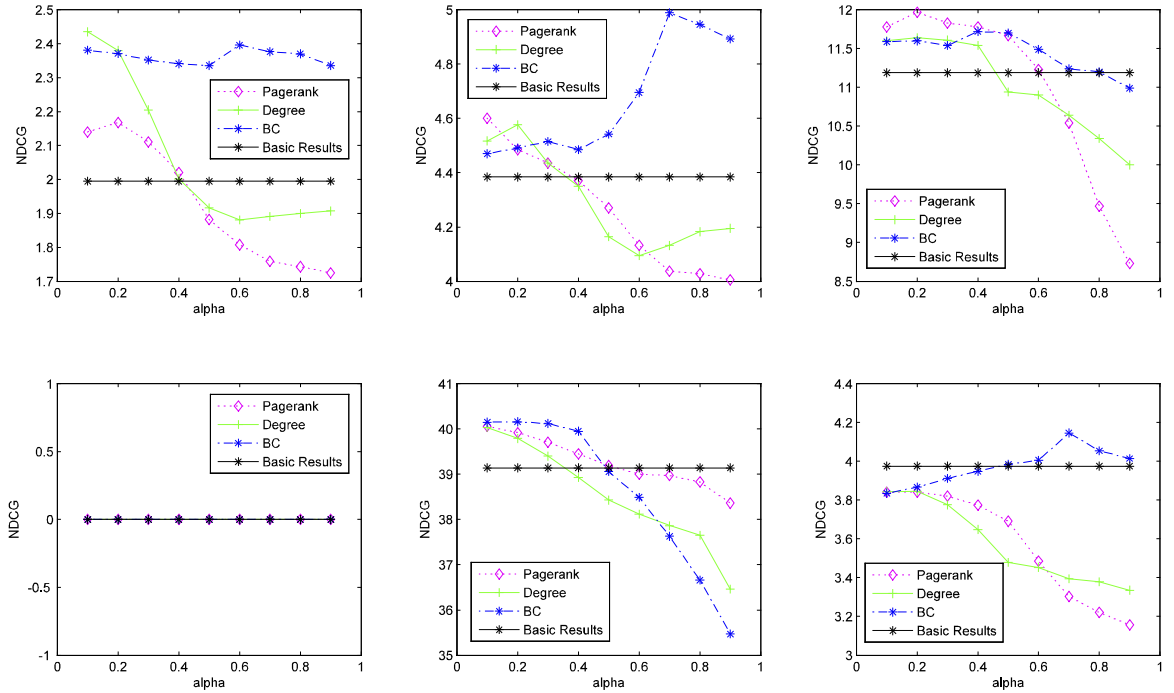 2.5
2.4
2.3
2.2
2.1
2
1.9
1.8
1.7
NDCG
0
0.2
0.4
0.6
0.8
1
alpha
Pagerank
Degree
BC
Basic Results
5
4.8
4.6
4.4
4.2
4
NDCG
0
0.2
0.4
0.6
0.8
1
alpha
Pagerank
Degree
BC
Basic Results
12
11.5
11
10.5
10
9.5
9
8.5
NDCG
0
0.2
0.4
0.6
0.8
1
alpha
Pagerank
Degree
BC
Basic Results
1
0.5
0
-0.5
-1
NDCG
0
0.2
0.4
0.6
0.8
1
alpha
Pagerank
Degree
BC
Basic Results
41
40
39
38
37
36
35
NDCG
0
0.2
0.4
0.6
0.8
1
alpha
Pagerank
Degree
BC
Basic Results
4.4
4.2
4
3.8
3.6
3.4
3.2
3
NDCG
0
0.2
0.4
0.6
0.8
1
alpha
Pagerank
Degree
BC
Basic Results